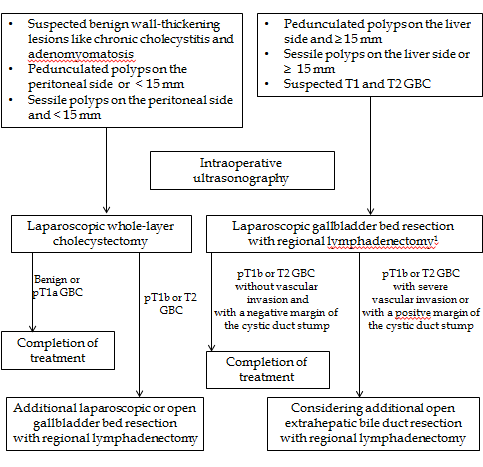 • Suspected benign wall-thickening
lesions like chronic cholecystitis and
adenomyomatosis
• Pedunculated polyps on the
peritoneal side or < 15 mm
• Sessile polyps on the peritoneal side
and < 15 mm
• Pedunculated polyps on the liver
side and ≥ 15 mm
• Sessile polyps on the liver side or
≥ 15 mm
• Suspected T1 and T2 GBC
Intraoperative
ultrasonography
Laparoscopic whole-layer
cholecystectomy
Laparoscopic gallbladder bed resection
with regional lymphadenectomy¹
Benign or
pT1a GBC
pT1b or T2
GBC
pT1b or T2 GBC
without vascular
invasion and
with a negative margin of
the cystic duct stump
pT1b or T2 GBC
with severe
vascular invasion or
with a positve margin of
the cystic duct stump
Completion of
treatment
Completion of
treatment
Additional laparoscopic or open
gallbladder bed resection
with regional lymphadenectomy
Considering additional open
extrahepatic bile duct resection
with regional lymphadenectomy